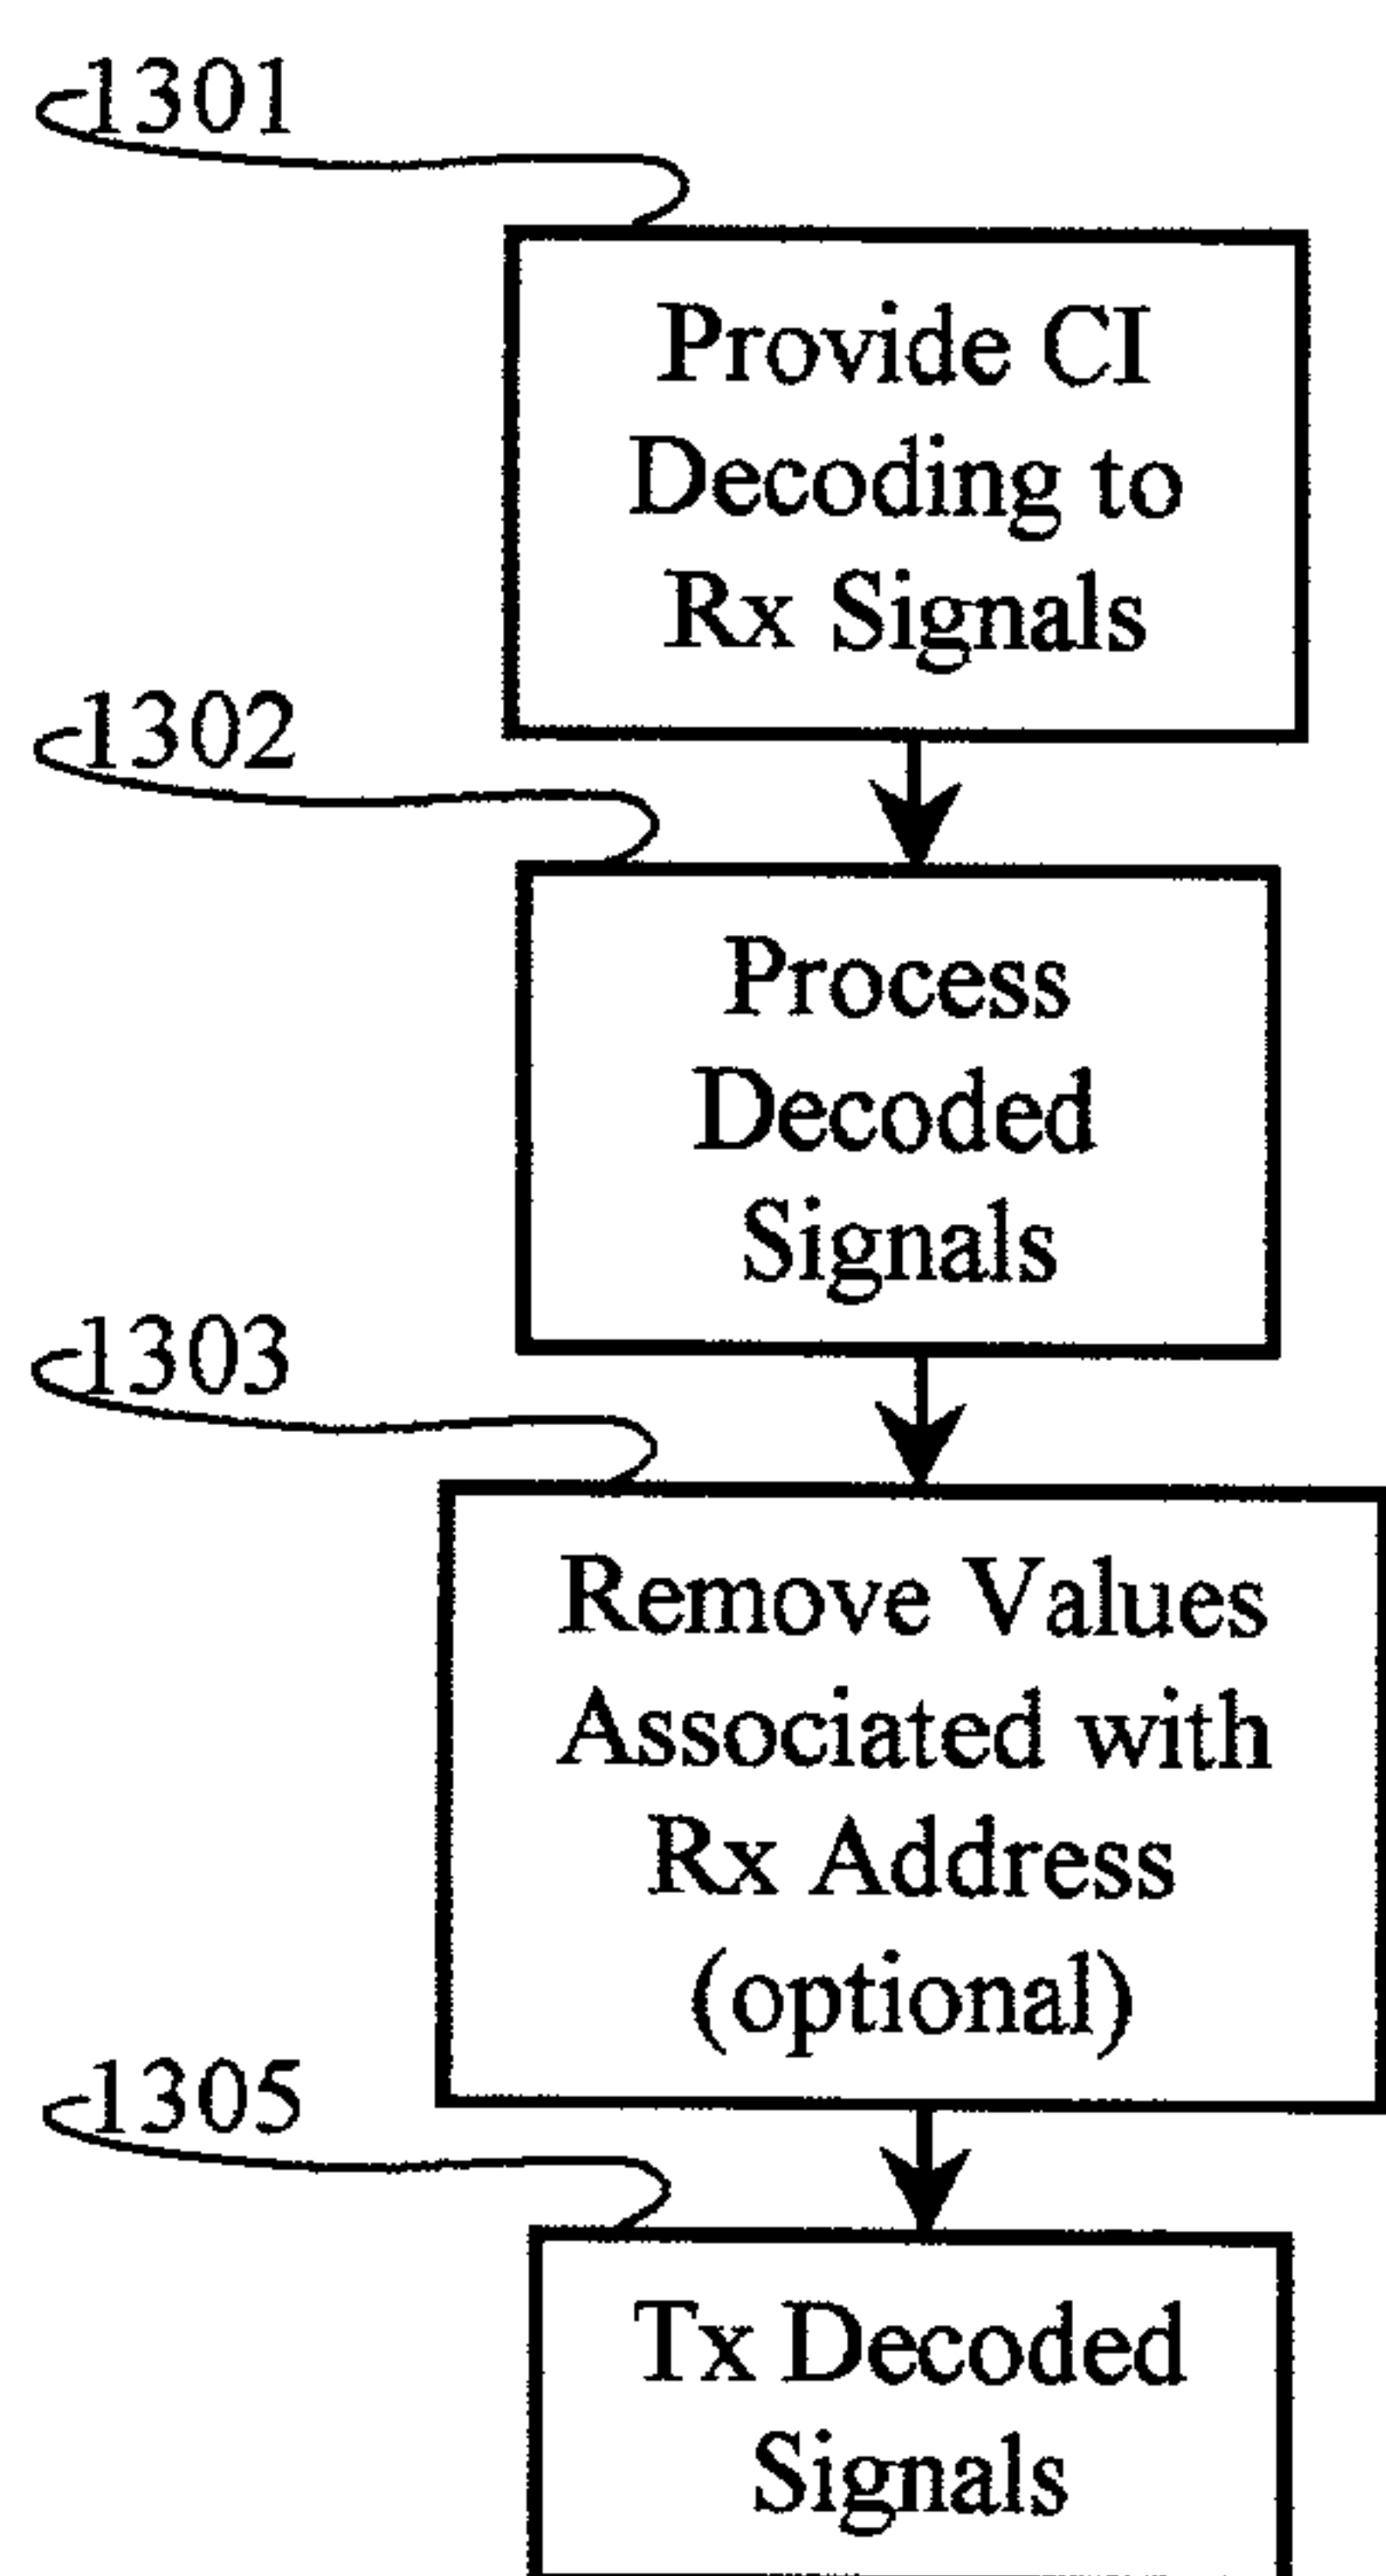 1301
Provide CI
Decoding to
Rx Signals
1302
Process
Decoded
Signals
1303
Remove Values
Associated with
Rx Address
(optional)
1305
Tx Decoded
Signals